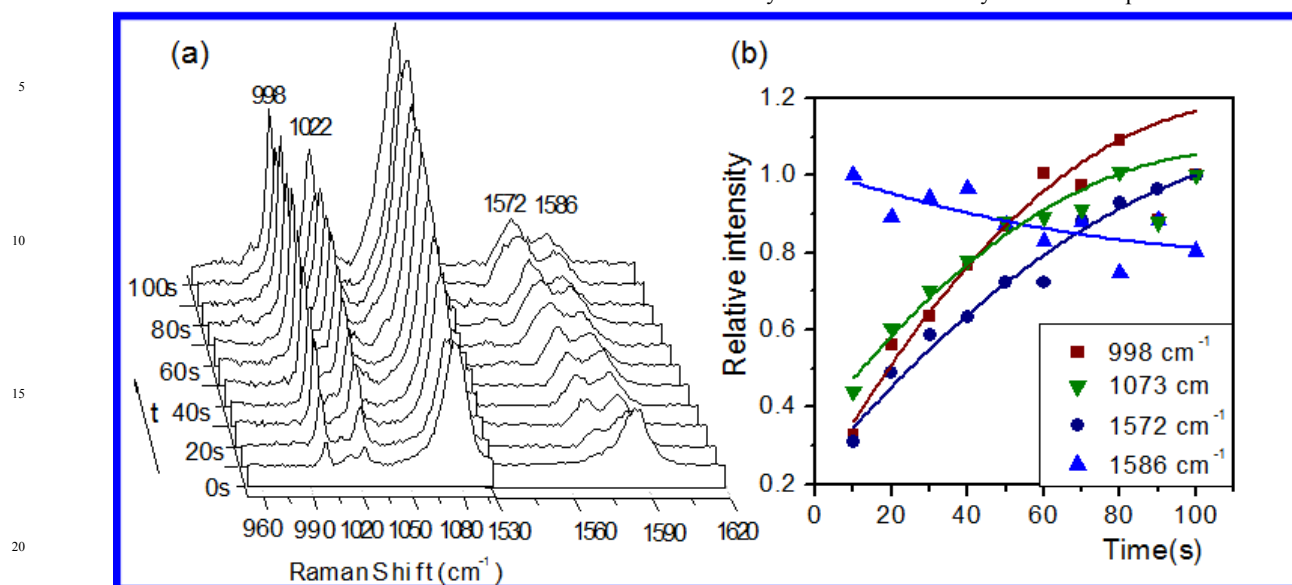 5
10
15
20
(a)
998
1022
1572
1586
100s
80s
60s
40s
20s
0s
t
960 990 1020 1050 1080 1530 1560 1590 1620
Raman Shift (cm⁻¹)
(b)
Relative intensity
1.2
1.0
0.8
0.6
0.4
0.2
998 cm⁻¹
1073 cm
1572 cm⁻¹
1586 cm⁻¹
0 20 40 60 80 100
Time(s)